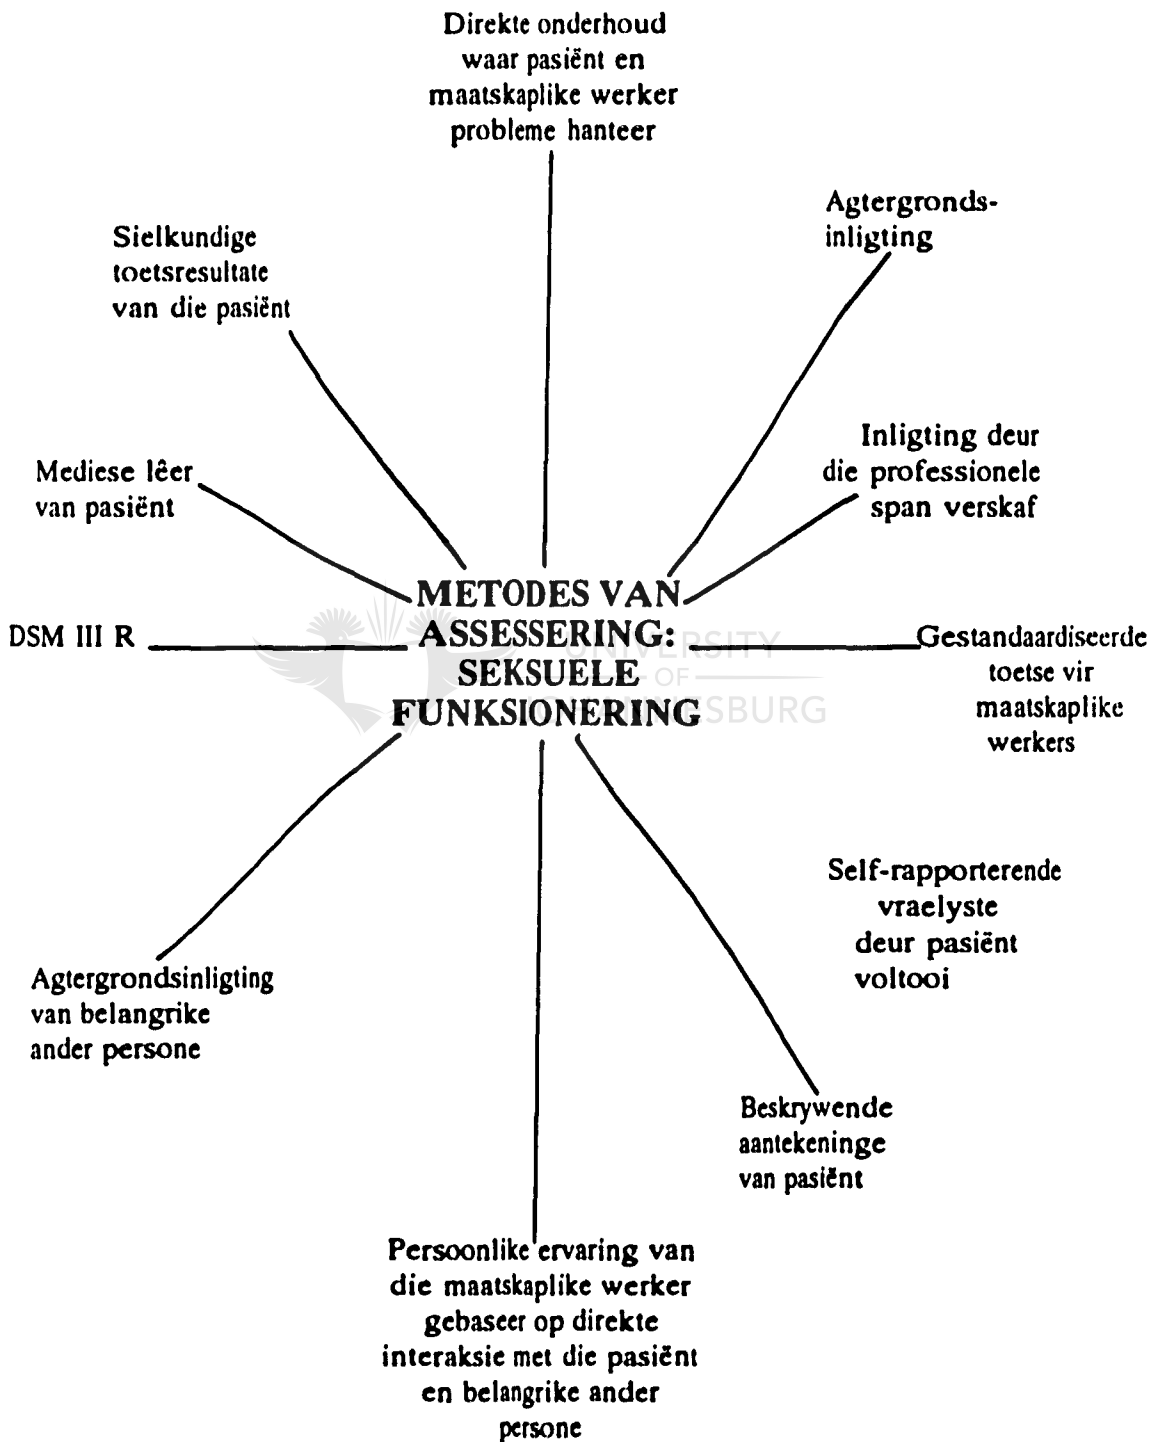 Direkte onderhoud
waar pasiënt en
maatskaplike werker
probleme hanteer
Agtergronds-
inligting
Sielkundige
toetsresultate
van die pasiënt
Inligting deur
die professionele
span verskaf
Mediese lêer
van pasiënt
METODES VAN
ASSESSERING:
SEKSUELE
FUNKSIONERING
UNIVERSITY
OF
JOHANNESBURG
DSM III R
Gestandaardiseerde
toetse vir
maatskaplike
werkers
Self-rapporterende
vraelyste
deur pasiënt
voltooi
Agtergrondsinligting
van belangrike
ander persone
Beskrywende
aantekeninge
van pasiënt
Persoonlike ervaring van
die maatskaplike werker
gebaseer op direkte
interaksie met die pasiënt
en belangrike ander
persone